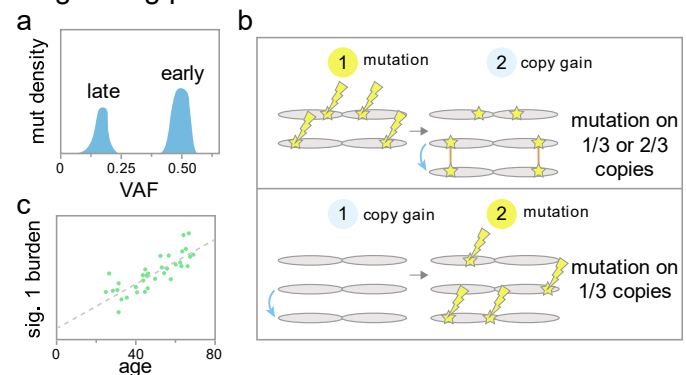 a
mut density
late
early
0
0.25
0.50
VAF
b
1 mutation
2 copy gain
mutation on
1/3 or 2/3
copies
1 copy gain
2 mutation
mutation on
1/3 copies
c
sig. 1 burden
0
40
80
age